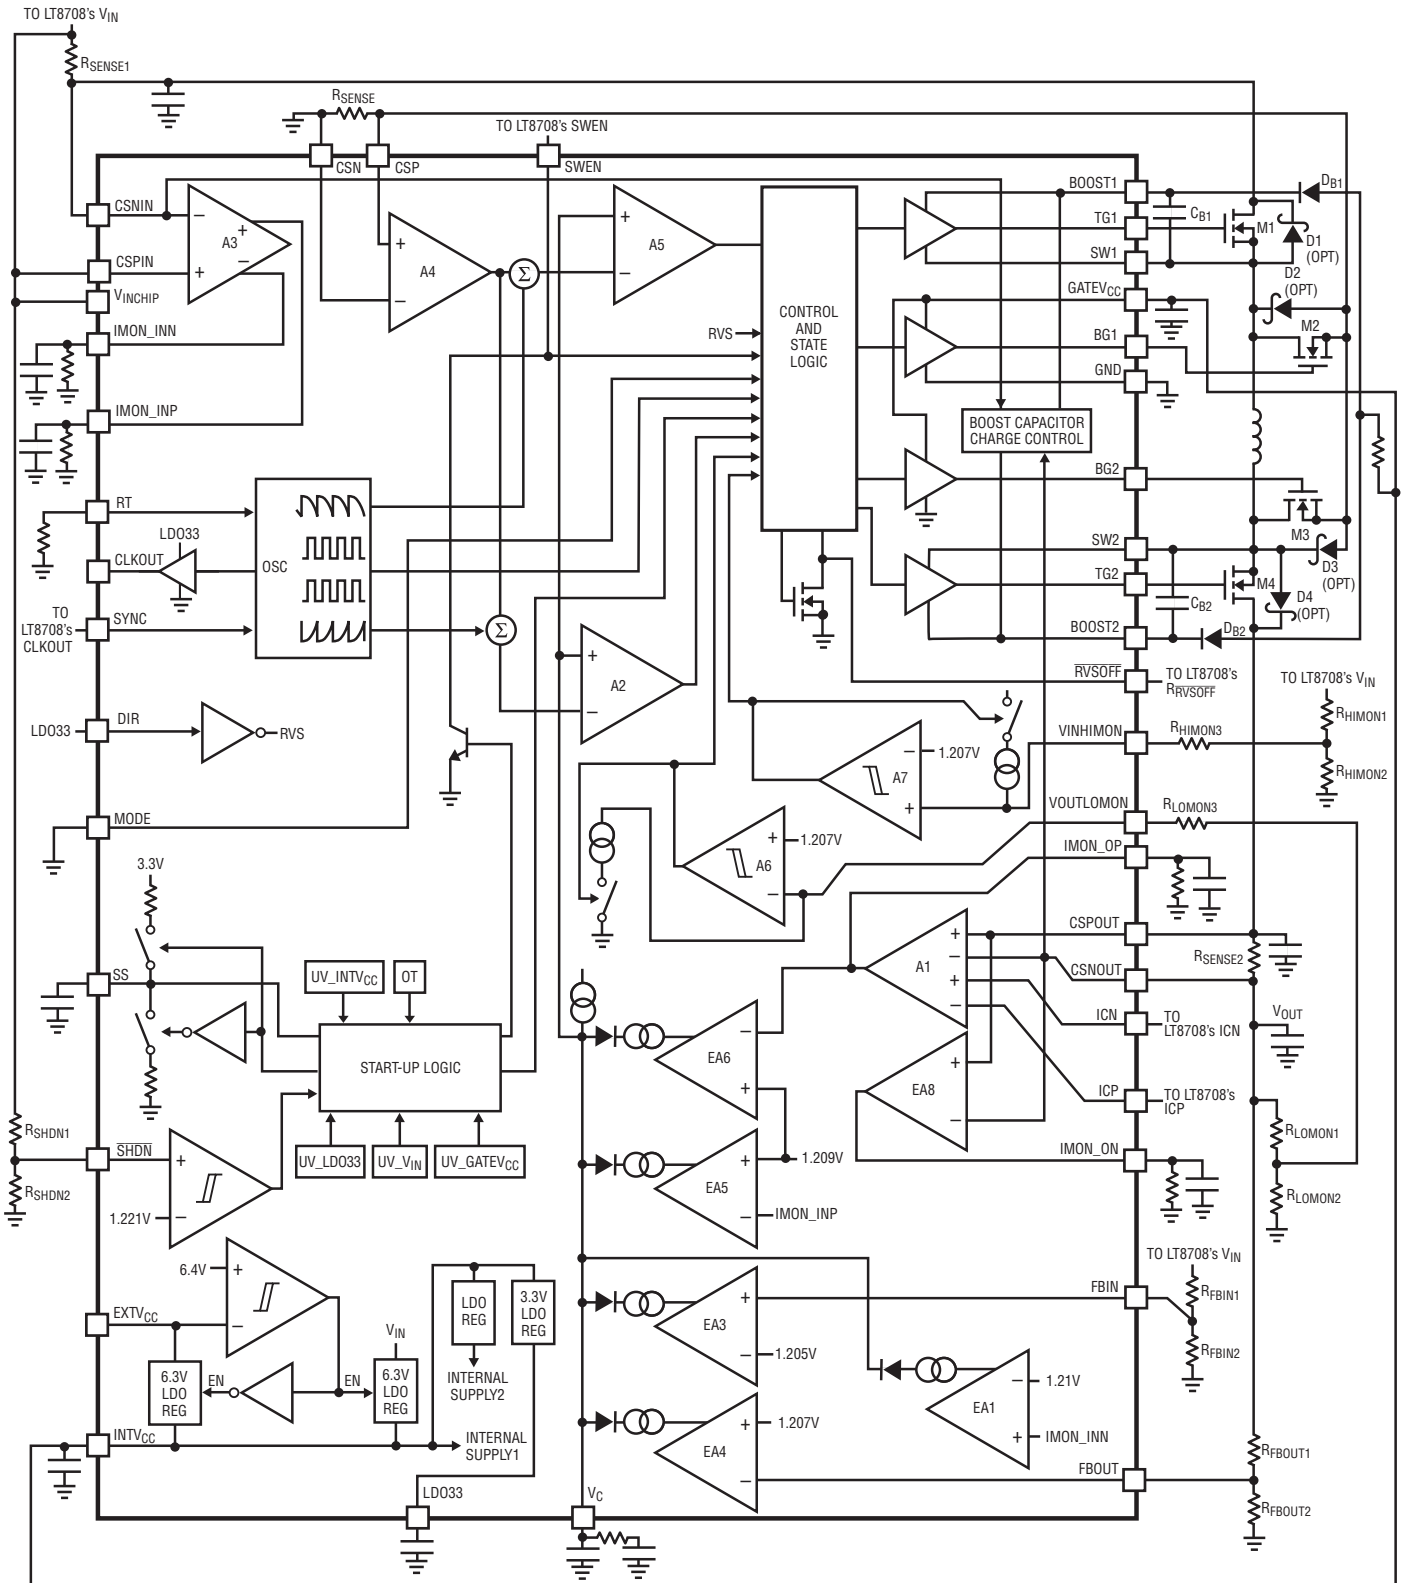 TO LT8708's VIN
RSENSE1
RSENSE
TO LT8708's SWEN
CSN
CSP
SWEN
CSNIN
A3
+
−
−
+
CSPIN
VINCHIP
IMON_INN
IMON_INP
A4
+
−
Σ
A5
+
−
CONTROL
AND
STATE
LOGIC
RVS
BOOST1
TG1
SW1
GATEVCC
BG1
GND
DB1
CB1
M1
D1
(OPT)
D2
(OPT)
M2
BOOST CAPACITOR
CHARGE CONTROL
BG2
SW2
TG2
BOOST2
M3
D3
(OPT)
M4
D4
(OPT)
CB2
DB2
RT
LDO33
CLKOUT
OSC
TO
LT8708's
CLKOUT
SYNC
Σ
A2
+
−
RVSOFF
TO LT8708's
RRVSOFF
TO LT8708's VIN
RHIMON1
RHIMON3
RHIMON2
LDO33
DIR
RVS
VINHIMON
−
1.207V
A7
+
MODE
VOUTLOMON
RLOMON3
+
1.207V
A6
−
IMON_OP
3.3V
SS
UV_INTVCC
OT
START-UP LOGIC
UV_LDO33
UV_VIN
UV_GATEVCC
A1
+
−
+
−
CSPOUT
CSNOUT
RSENSE2
ICN
TO
LT8708's ICN
VOUT
EA6
−
+
EA8
+
−
ICP
TO LT8708's
ICP
RLOMON1
RLOMON2
IMON_ON
RSHDN1
SHDN
RSHDN2
+
−
1.221V
EA5
+
1.209V
−
IMON_INP
TO LT8708's VIN
RFBIN1
RFBIN2
FBIN
6.4V
+
−
EXTVCC
6.3V
LDO
REG
EN
EN
VIN
6.3V
LDO
REG
LDO
REG
3.3V
LDO
REG
INTERNAL
SUPPLY2
INTERNAL
SUPPLY1
INTVCC
EA3
+
−
1.205V
EA4
+
1.207V
−
EA1
−
1.21V
+
IMON_INN
FBOUT
RFBOUT1
RFBOUT2
LDO33
VC